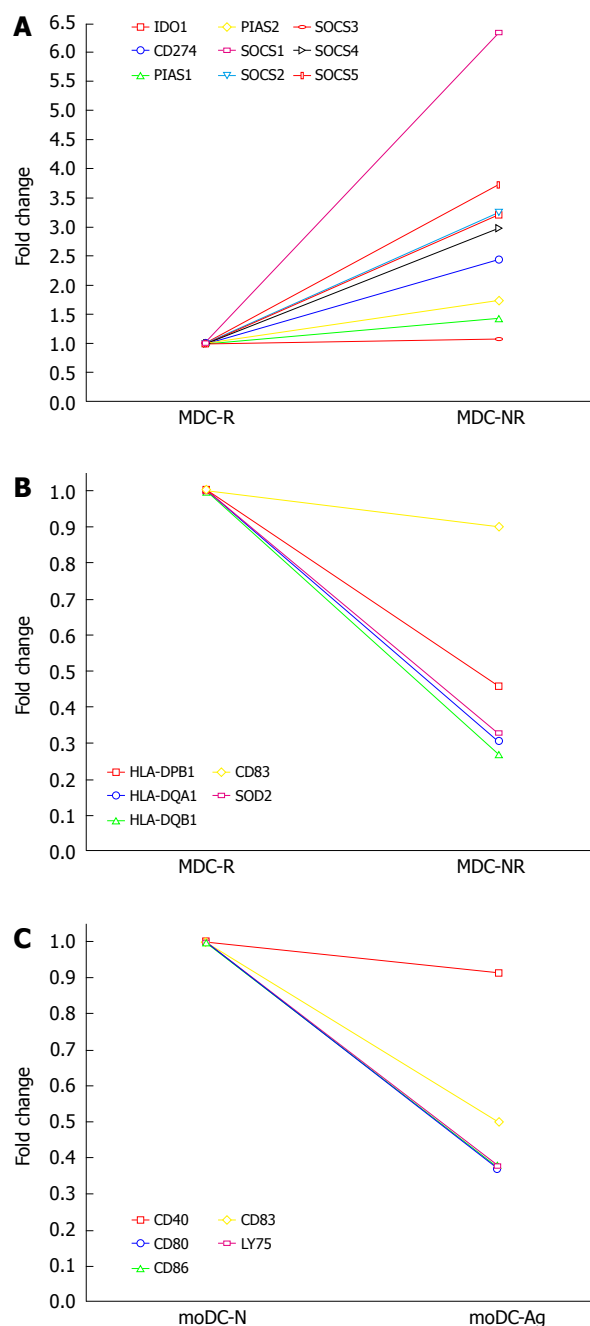 A
IDO1 PIAS2 SOCS3
CD274 SOCS1 SOCS4
PIAS1 SOCS2 SOCS5
Fold change
6.5
6.0
5.5
5.0
4.5
4.0
3.5
3.0
2.5
2.0
1.5
1.0
0.5
0.0
MDC-R MDC-NR
B
Fold change
1.0
0.9
0.8
0.7
0.6
0.5
0.4
0.3
0.2
0.1
0.0
HLA-DPB1 CD83
HLA-DQA1 SOD2
HLA-DQB1
MDC-R MDC-NR
C
Fold change
1.0
0.9
0.8
0.7
0.6
0.5
0.4
0.3
0.2
0.1
0.0
CD40 CD83
CD80 LY75
CD86
moDC-N moDC-Ag